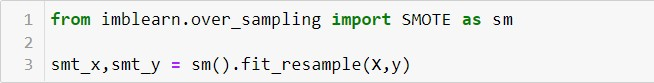 1 from imblearn.over_sampling import SMOTE as sm
2
3 smt_x,smt_y = sm().fit_resample(X,y)